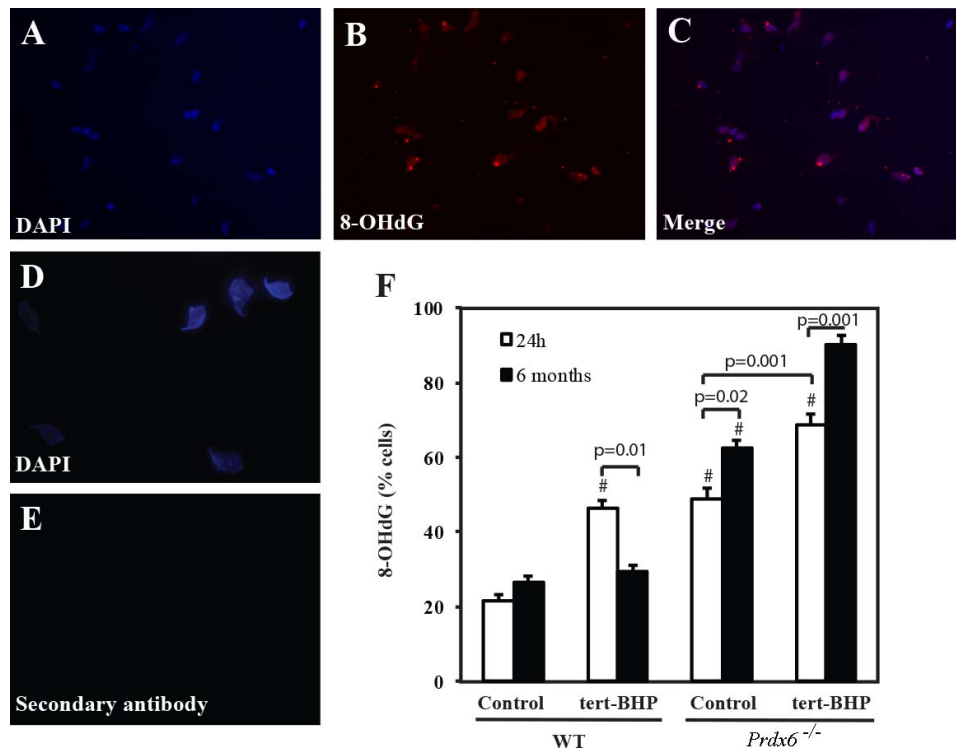 A
DAPI
B
8-OHdG
C
Merge
D
DAPI
E
Secondary antibody
F
8-OHdG (% cells)
100
80
60
40
20
0
24h
6 months
p=0.01
p=0.02
p=0.001
p=0.001
#
#
#
#
Control
tert-BHP
Control
tert-BHP
WT
Prdx6 -/-